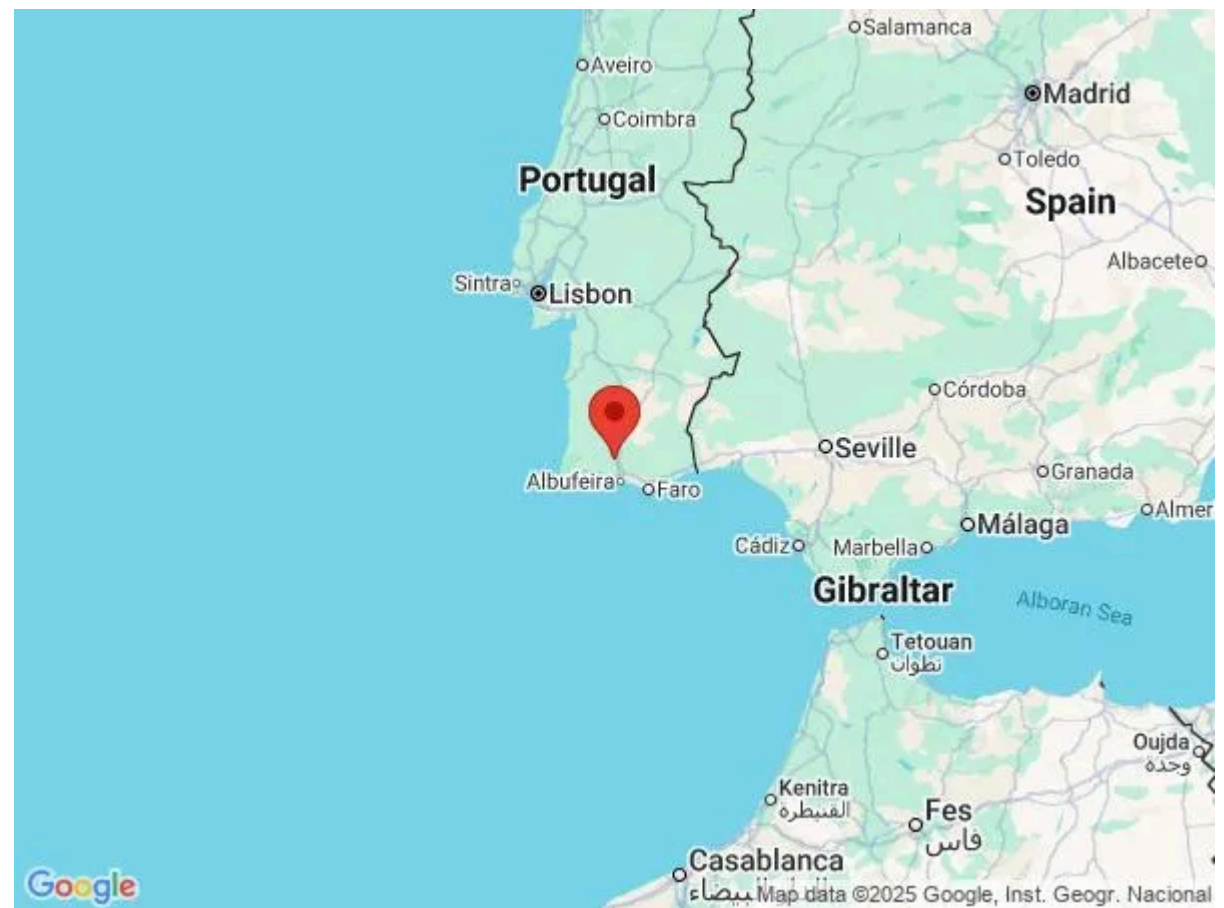 Salamanca
Aveiro
Madrid
Coimbra
Toledo
Portugal
Spain
Albacete
Sintra
Lisbon
Córdoba
Seville
Granada
Albufeira
Faro
Almer
Málaga
Cádiz
Marbella
Gibraltar
Alboran Sea
Tetouan
تطوان
Oujda
وجدة
Kenitra
القنيطرة
Fes
فاس
Casablanca
Google
Map data ©2025 Google, Inst. Geogr. Nacional